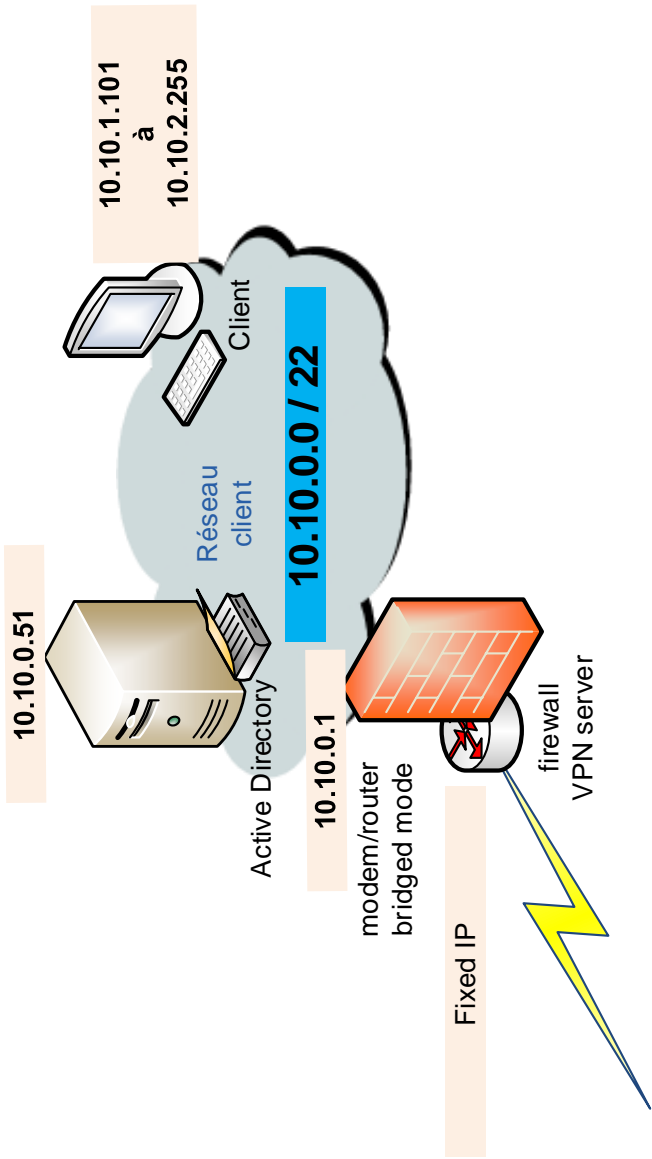 10.10.0.51
10.10.1.101
à
10.10.2.255
Active Directory
Réseau
client
Client
10.10.0.0 / 22
10.10.0.1
modem/router
bridged mode
Fixed IP
firewall
VPN server